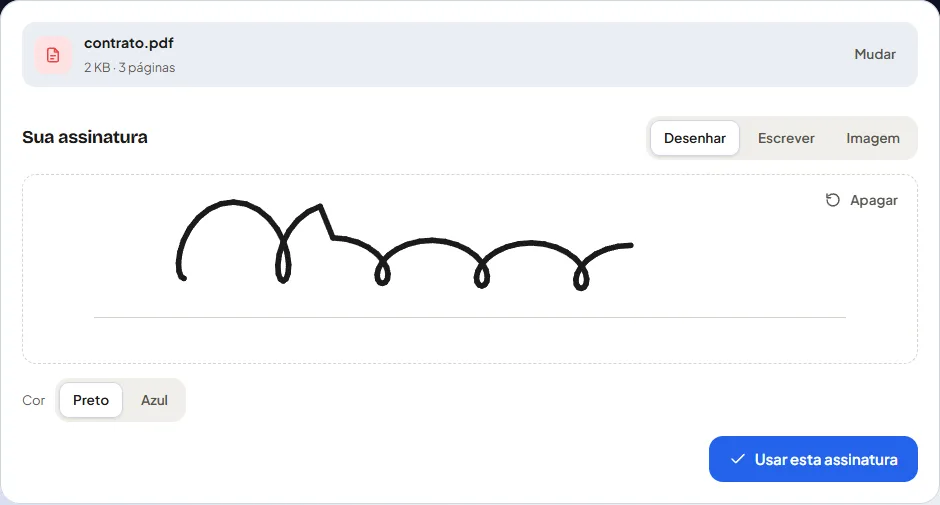 contrato.pdf
2 KB · 3 páginas
Mudar
Sua assinatura
Desenhar
Escrever
Imagem
Apagar
Cor
Preto
Azul
Usar esta assinatura